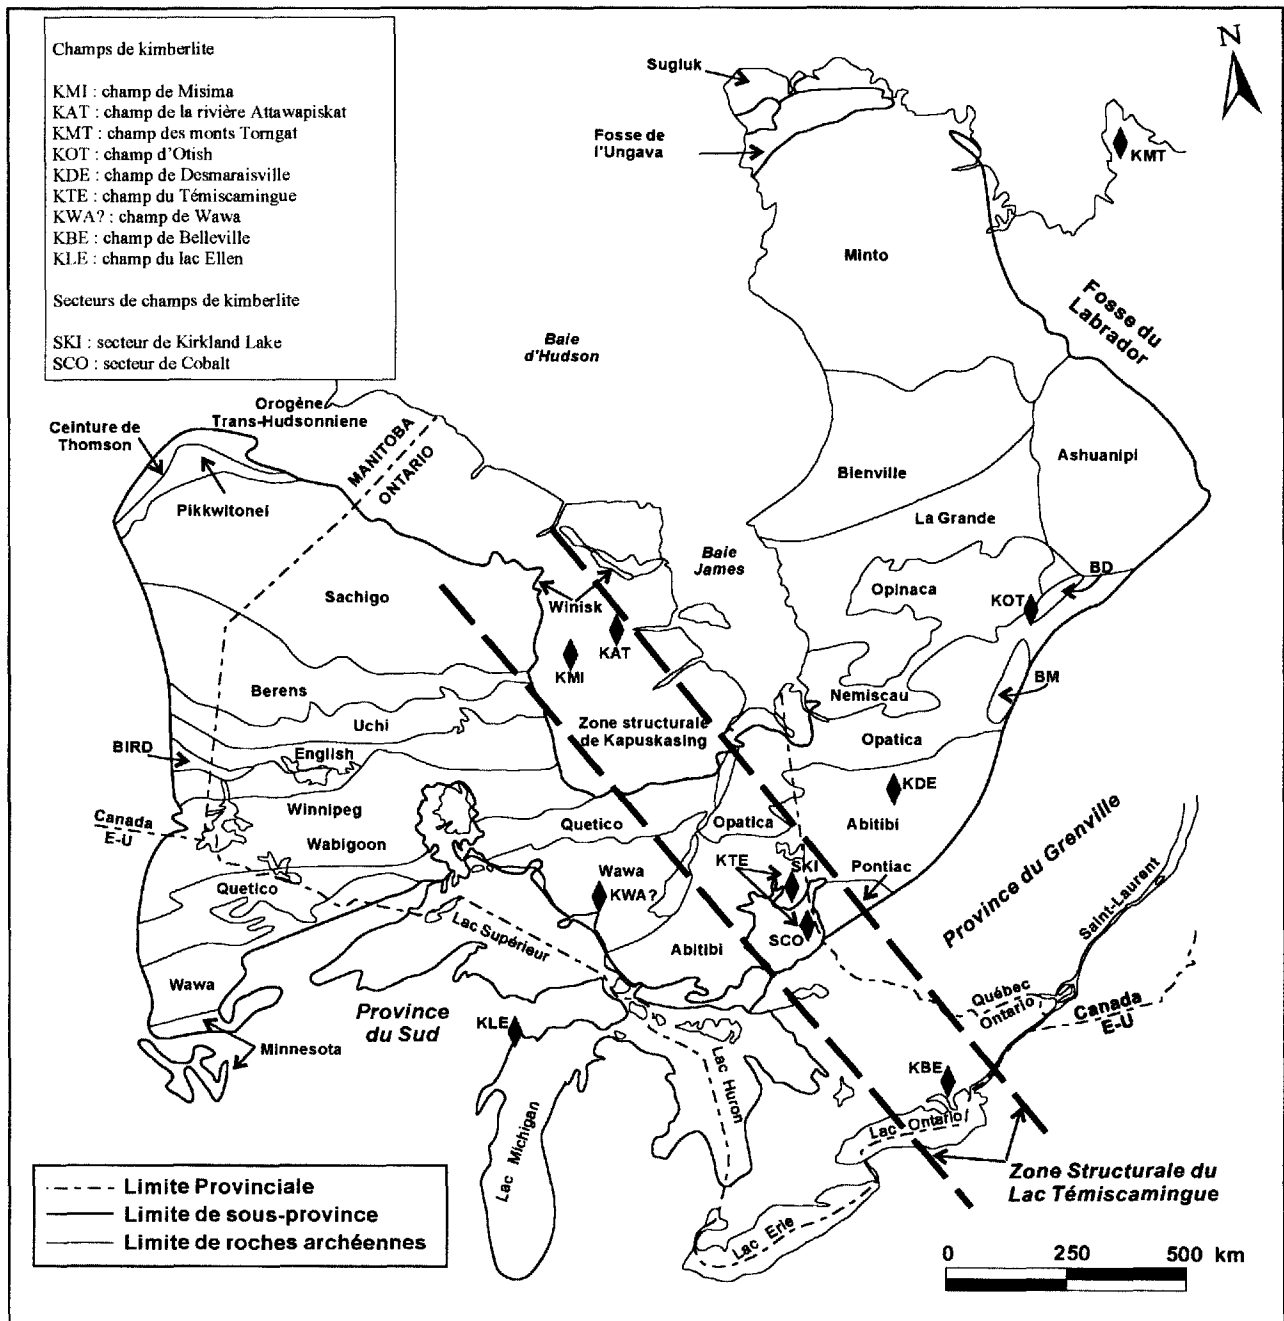 Champs de kimberlite
KMI : champ de Misima
KAT : champ de la rivière Attawapiskat
KMT : champ des monts Torngat
KOT : champ d'Otish
KDE : champ de Desmaraisville
KTE : champ du Témiscamingue
KWA? : champ de Wawa
KBE : champ de Belleville
KLE : champ du lac Ellen
Secteurs de champs de kimberlite
SKI : secteur de Kirkland Lake
SCO : secteur de Cobalt
N
Sugluk
Fosse de
l'Ungava
KMT
Minto
Fosse du
Labrador
Baie
d'Hudson
Orogène
Trans-Hudsonniene
Ceinture de
Thomson
MANITOBA
ONTARIO
Pikkwitonei
Bienville
Ashuanipi
La Grande
Baie
James
BD
Opinaca
KOT
Winisk
Sachigo
KAT
KMI
BM
Nemiscau
Berens
Uchi
Zone structurale
de Kapuskasing
Opatica
BIRD
English
KDE
Winnipeg
Canada
E-U
Wabigoon
Quetico
Opatica
Abitibi
KTE
SKI
Pontiac
Wawa
KWA?
Quetico
Province du Grenville
Saint-Laurent
Lac Supérieur
SCO
Abitibi
Wawa
Québec
Ontario
Canada
E-U
Province
du Sud
KLE
Minnesota
Lac Huron
KBE
Lac Michigan
Lac Ontario
Zone Structurale du
Lac Témiscamingue
Lac Erie
Limite Provinciale
Limite de sous-province
Limite de roches archéennes
0 250 500 km